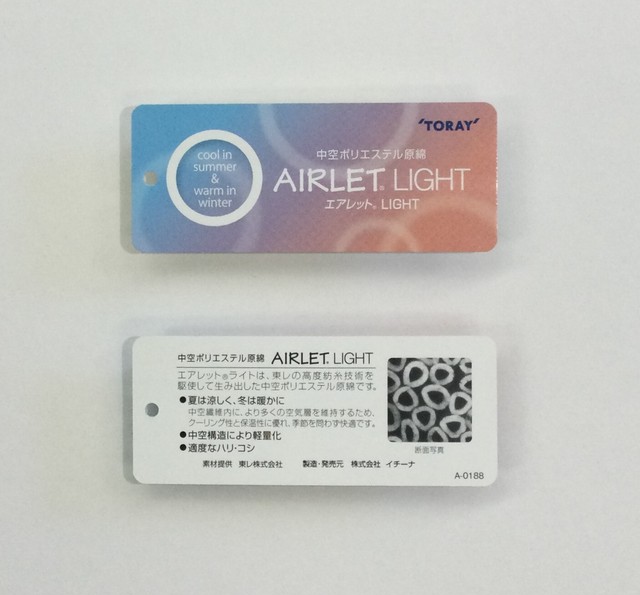 cool in
summer
&
warm in
winter
'TORAY'
中空ポリエステル原綿
AIRLET® LIGHT
エアレット® LIGHT
中空ポリエステル原綿 AIRLET® LIGHT
エアレット®ライトは、東レの高度紡糸技術を
駆使して生み出した中空ポリエステル原綿です。
●夏は涼しく、冬は暖かに
中空繊維内に、より多くの空気層を維持するため、
クーリング性と保温性に優れ、季節を問わず快適です。
●中空構造により軽量化
●適度なハリ・コシ
断面写真
素材提供 東レ株式会社 製造・発売元 株式会社 イチーナ
A-0188